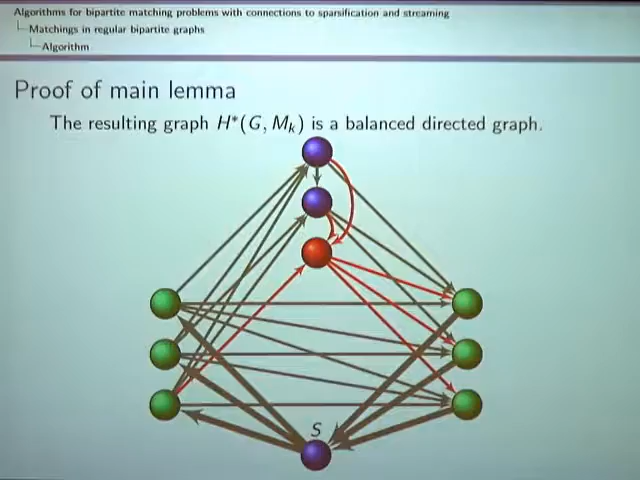 Algorithms for bipartite matching problems with connections to sparsification and streaming
Matchings in regular bipartite graphs
Algorithm
Proof of main lemma
The resulting graph H*(G, Mₖ) is a balanced directed graph.
S